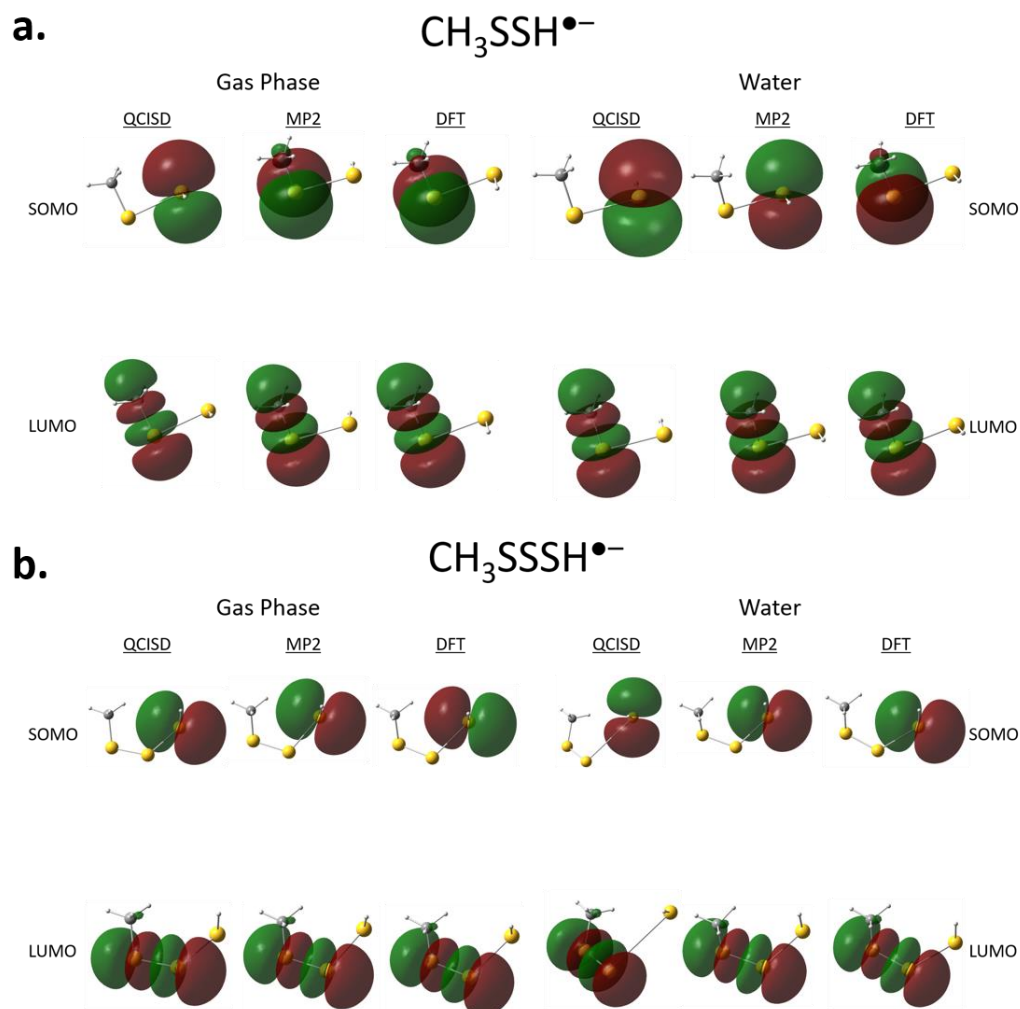 a.
CH₃SSH•−
Gas Phase Water
QCISD MP2 DFT QCISD MP2 DFT
SOMO SOMO
LUMO LUMO
b.
CH₃SSSH•−
Gas Phase Water
QCISD MP2 DFT QCISD MP2 DFT
SOMO SOMO
LUMO LUMO